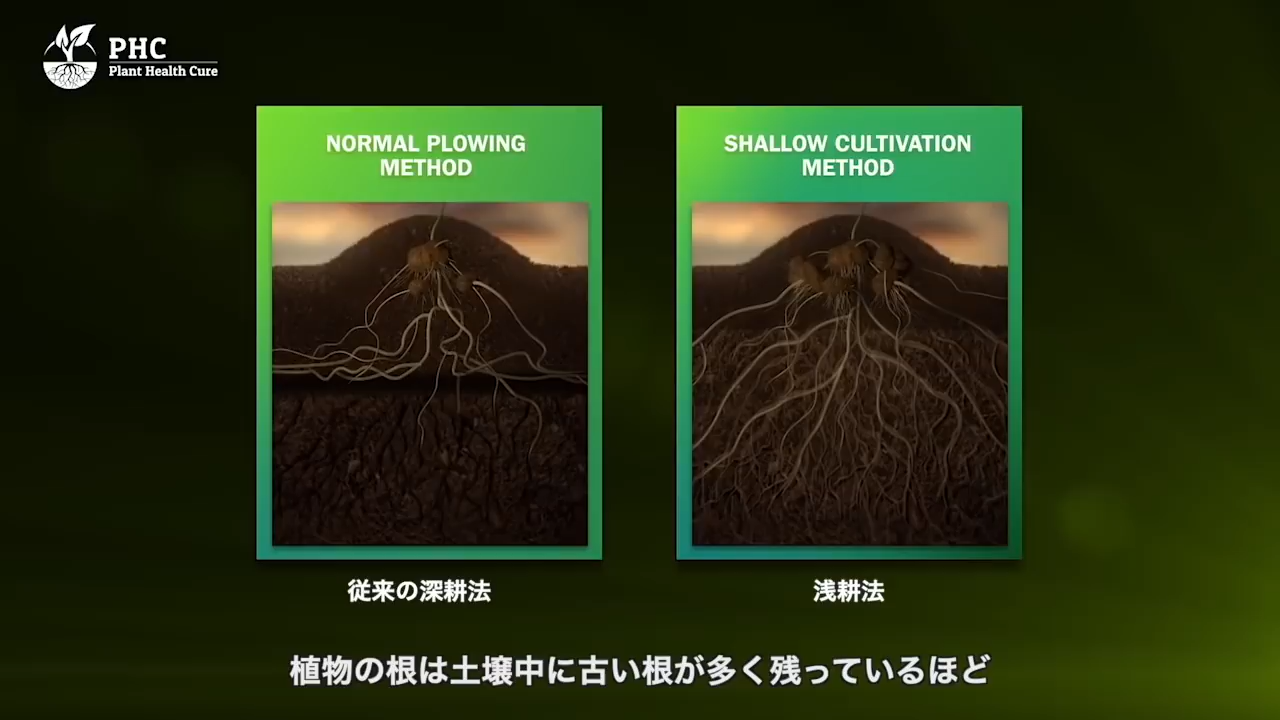 PHC
Plant Health Cure
NORMAL PLOWING
METHOD
SHALLOW CULTIVATION
METHOD
従来の深耕法
浅耕法
植物の根は土壌中に古い根が多く残っているほど